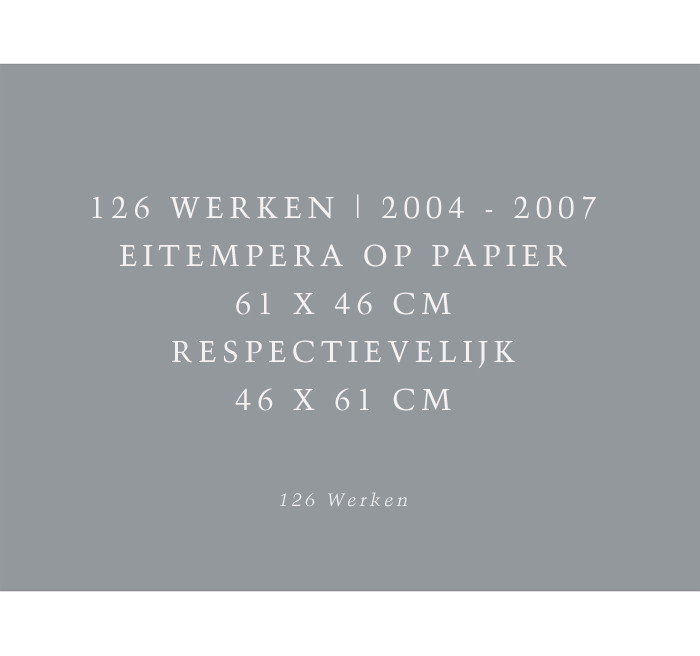 126 WERKEN | 2004 - 2007
EITEMPERA OP PAPIER
61 X 46 CM
RESPECTIEVELIJK
46 X 61 CM
126 Werken